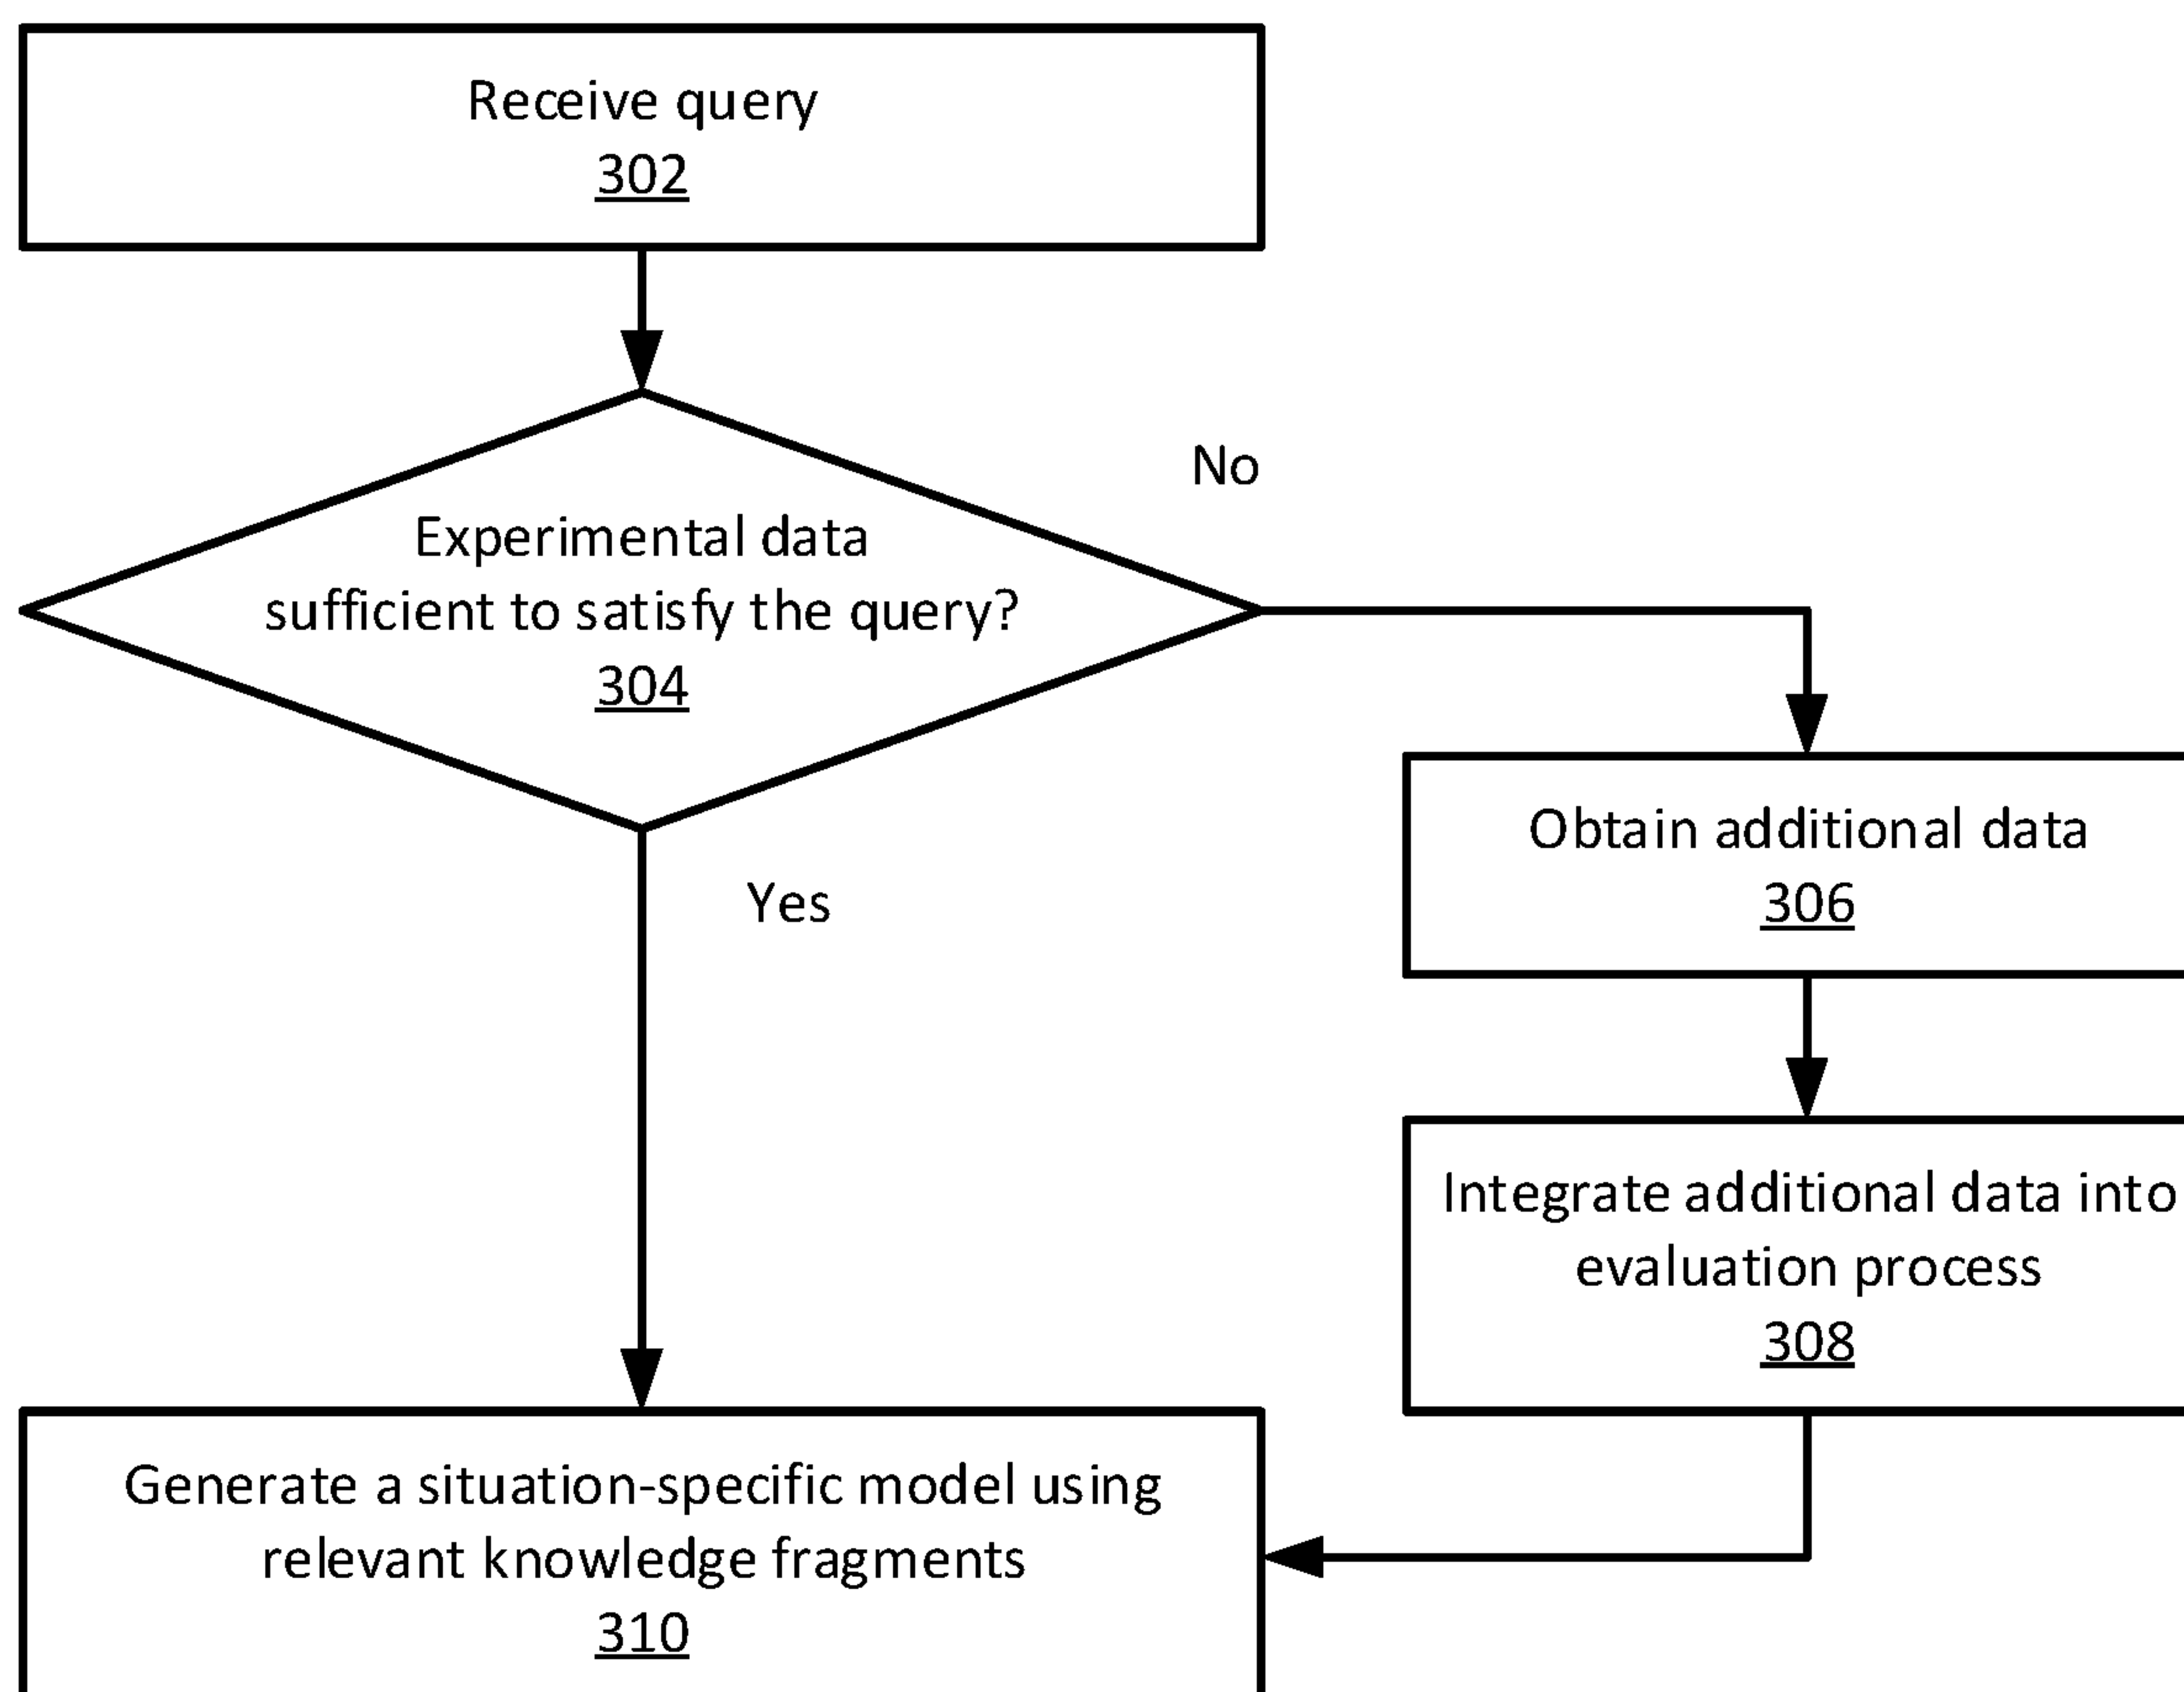 Receive query
302
Experimental data
sufficient to satisfy the query?
304
No
Yes
Obtain additional data
306
Integrate additional data into
evaluation process
308
Generate a situation-specific model using
relevant knowledge fragments
310